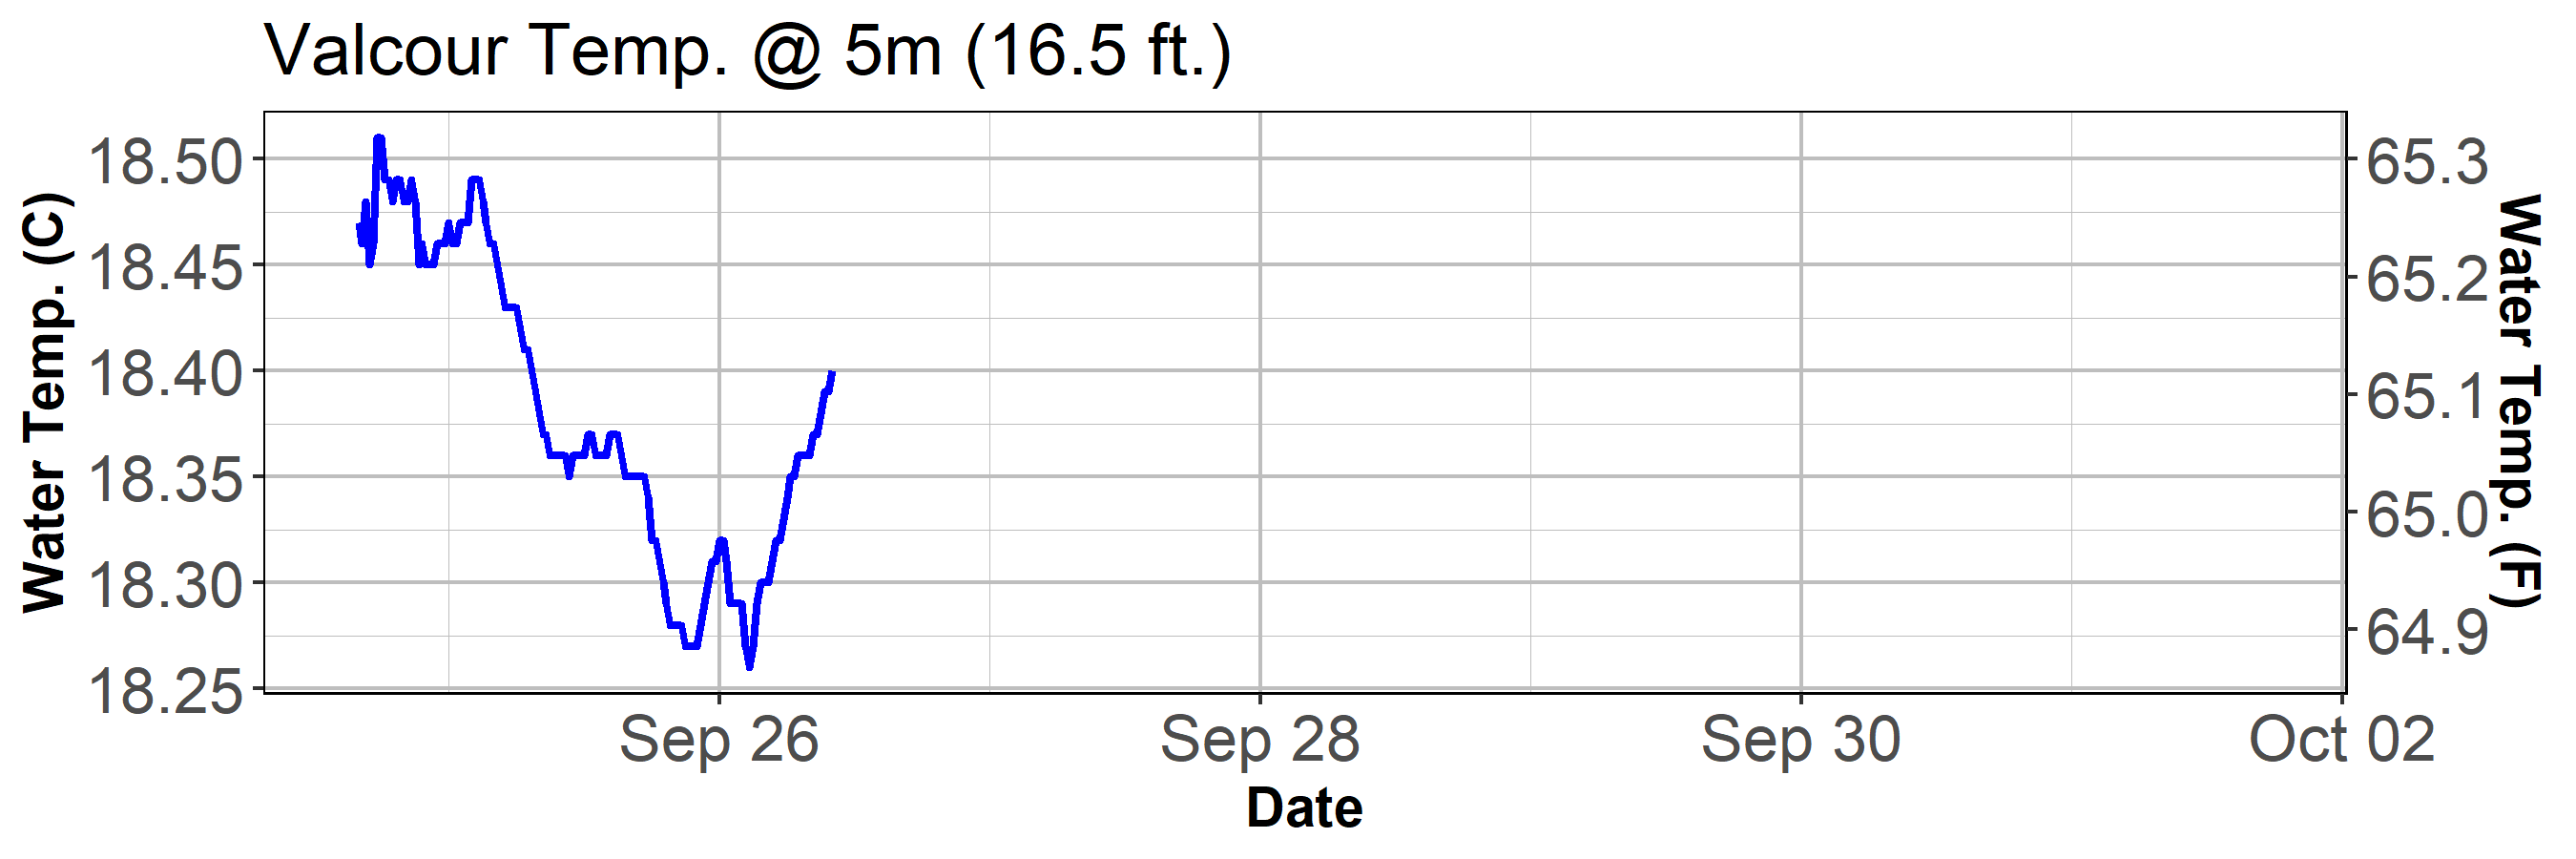 Valcour Temp. @ 5m (16.5 ft.)
Water Temp. (C)
18.50
18.45
18.40
18.35
18.30
18.25
65.3
65.2
65.1
65.0
64.9
Water Temp. (F)
Sep 26
Sep 28
Sep 30
Oct 02
Date